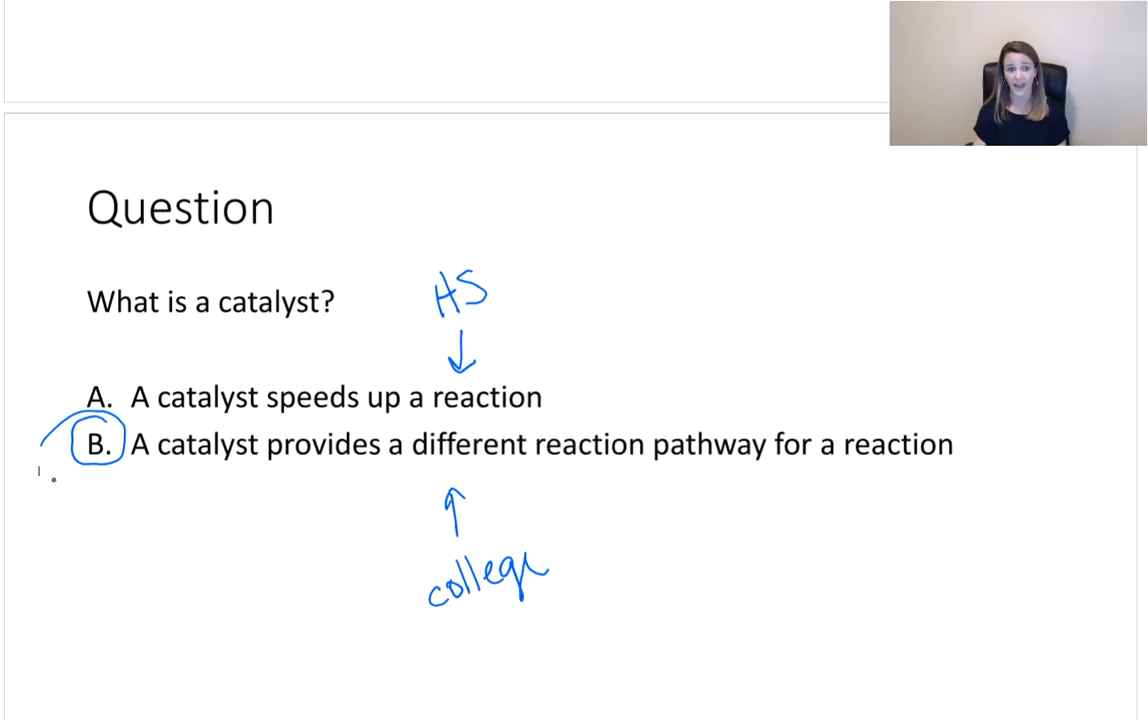 Question
What is a catalyst?
HS
A. A catalyst speeds up a reaction
B. A catalyst provides a different reaction pathway for a reaction
college